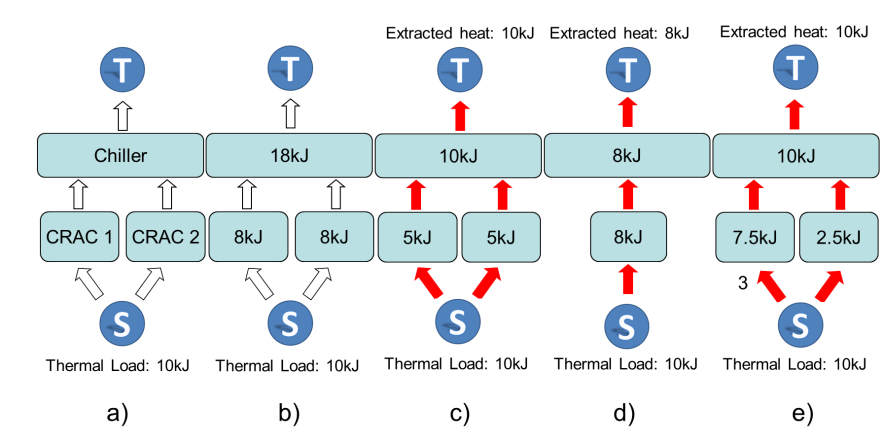 Extracted heat: 10kJ Extracted heat: 8kJ Extracted heat: 10kJ
T T T T T
Chiller 18kJ 10kJ 8kJ 10kJ
CRAC 1 CRAC 2 8kJ 8kJ 5kJ 5kJ 8kJ 7.5kJ 2.5kJ
3
S S S S S
Thermal Load: 10kJ Thermal Load: 10kJ Thermal Load: 10kJ Thermal Load: 10kJ Thermal Load: 10kJ
a) b) c) d) e)